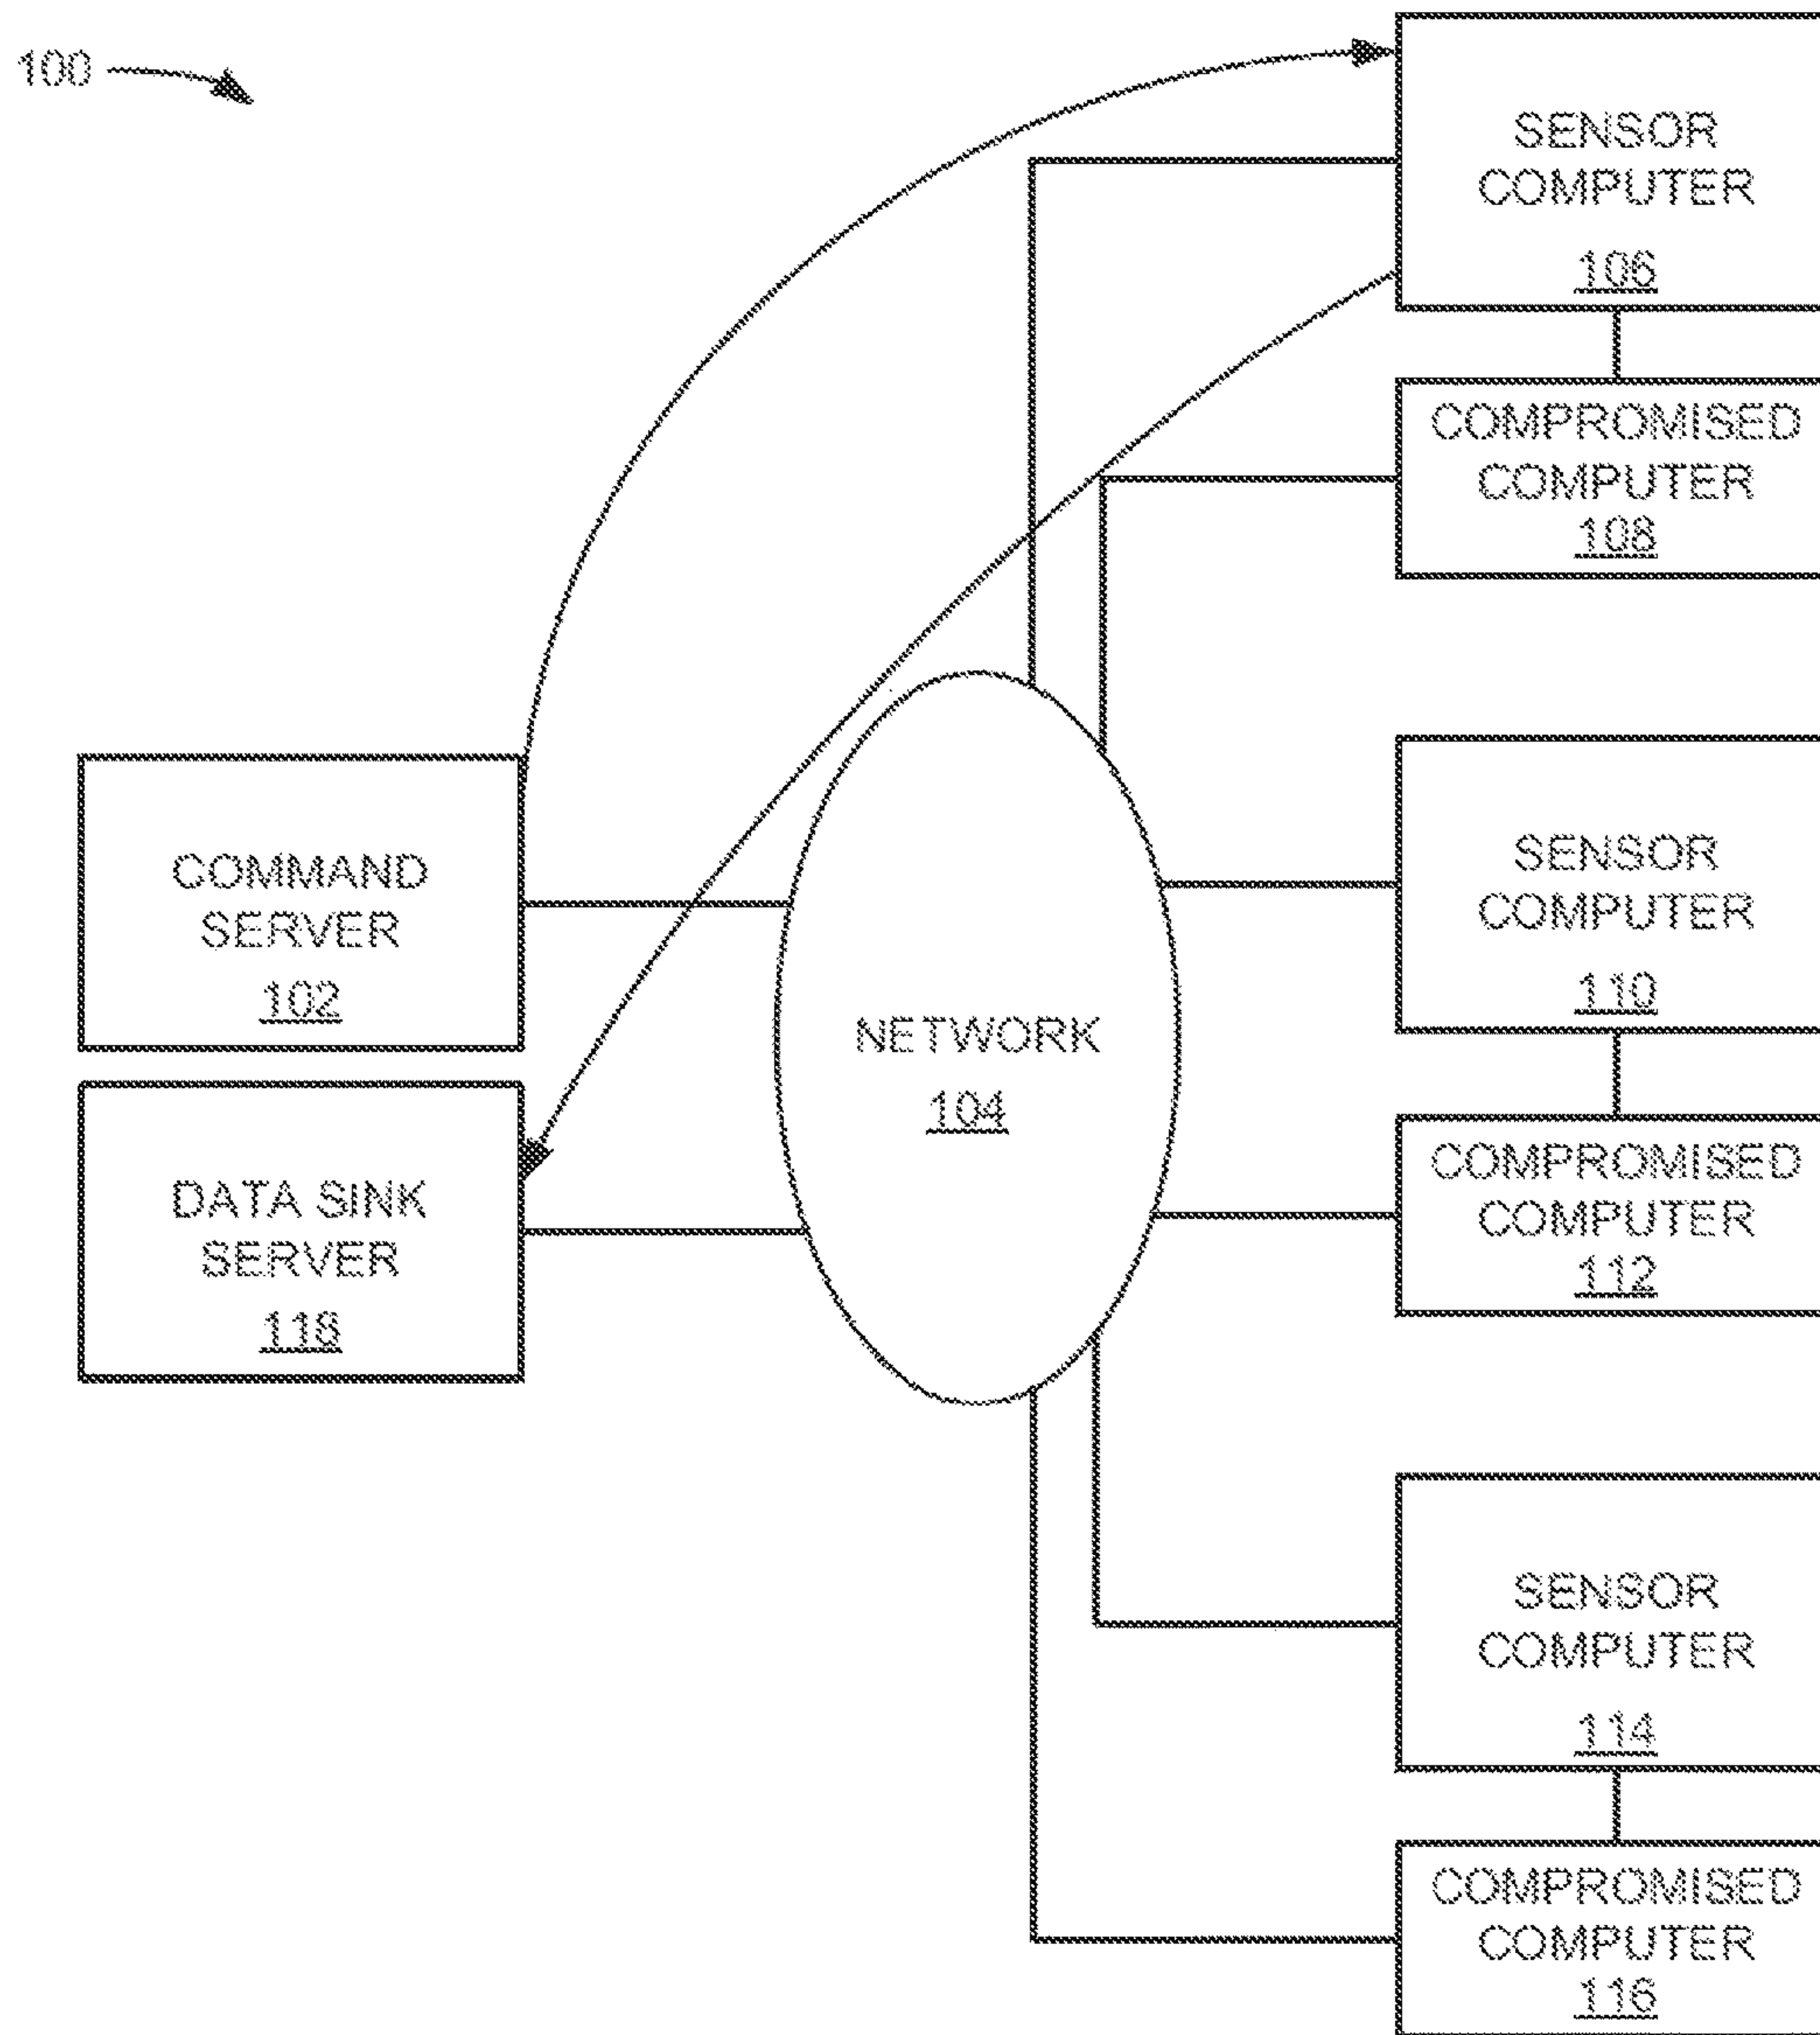 100
SENSOR
COMPUTER
106
COMPROMISED
COMPUTER
108
COMMAND
SERVER
102
DATA SINK
SERVER
118
NETWORK
104
SENSOR
COMPUTER
110
COMPROMISED
COMPUTER
112
SENSOR
COMPUTER
114
COMPROMISED
COMPUTER
116